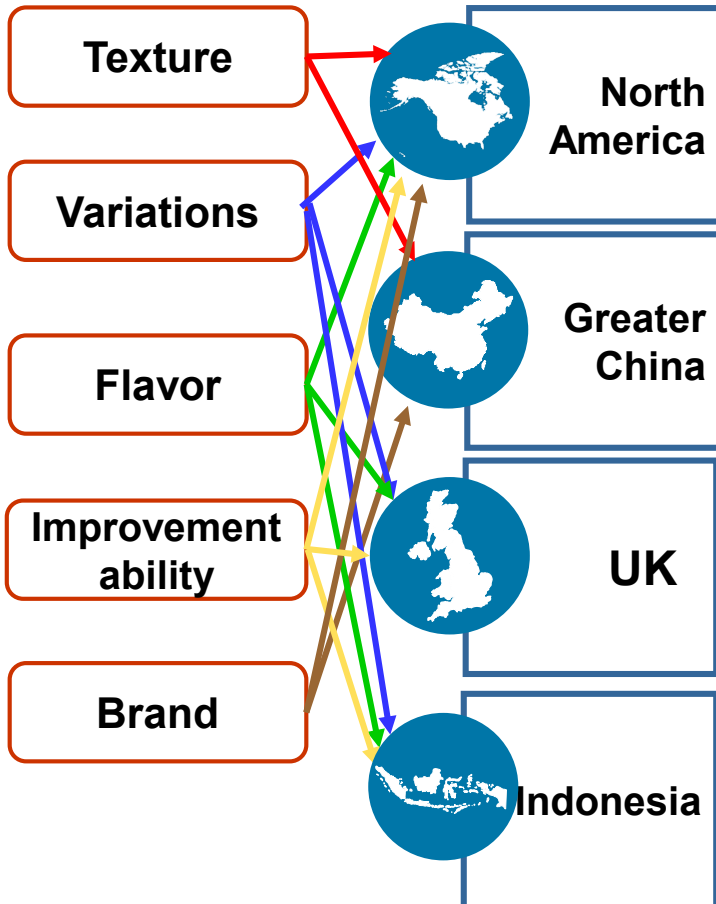 Texture
Variations
Flavor
Improvement
ability
Brand
North
America
Greater
China
UK
Indonesia